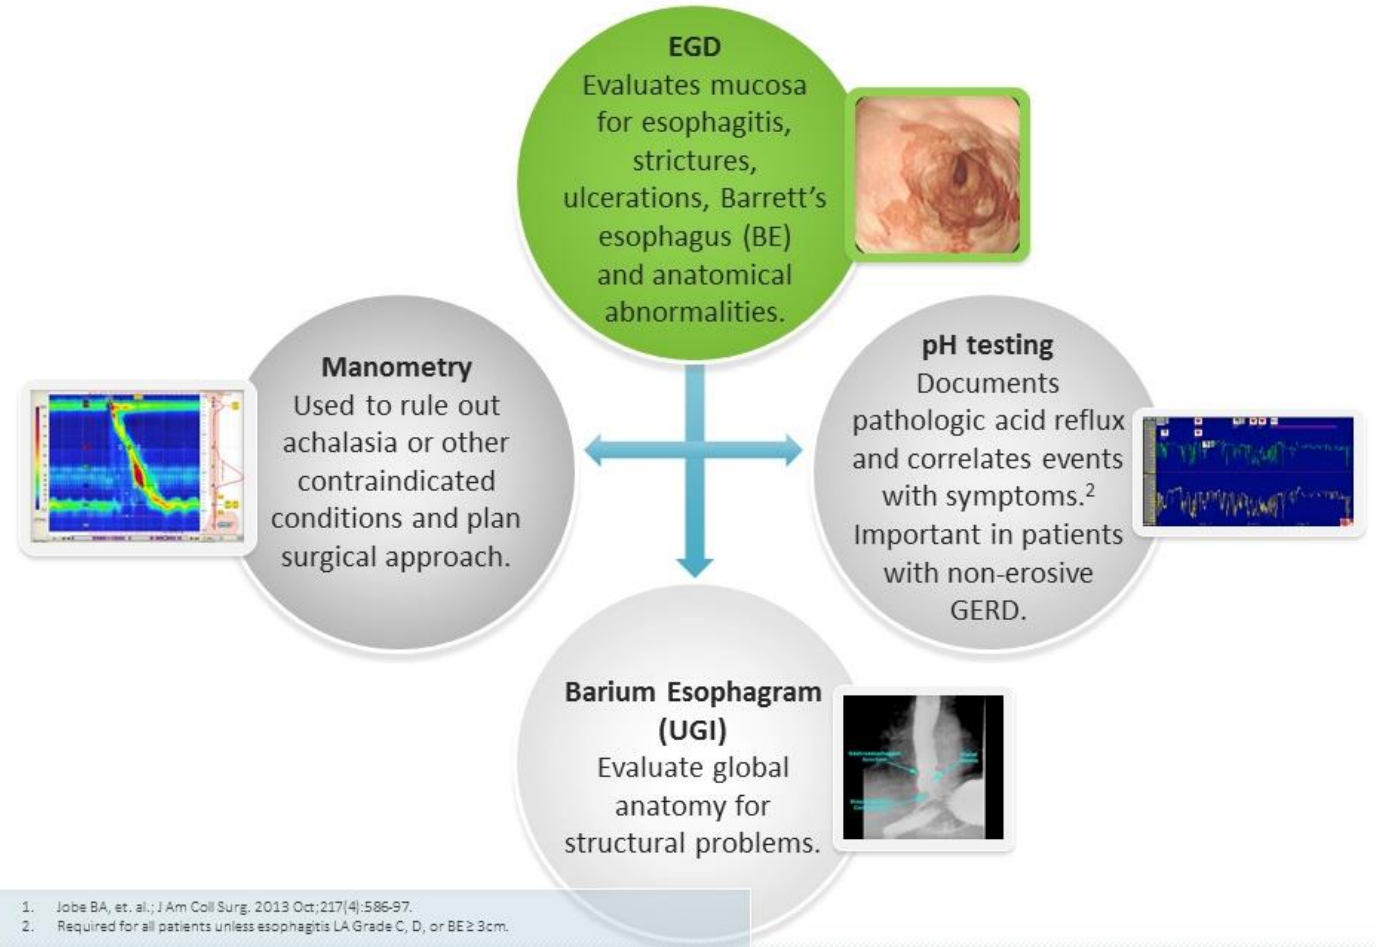 EGD
Evaluates mucosa
for esophagitis,
strictures,
ulcerations, Barrett’s
esophagus (BE)
and anatomical
abnormalities.
Manometry
Used to rule out
achalasia or other
contraindicated
conditions and plan
surgical approach.
pH testing
Documents
pathologic acid reflux
and correlates events
with symptoms.2
Important in patients
with non-erosive
GERD.
Barium Esophagram
(UGI)
Evaluate global
anatomy for
structural problems.
1. Jobe BA, et. al.; J Am Coll Surg. 2013 Oct;217(4):586-97.
2. Required for all patients unless esophagitis LA Grade C, D, or BE ≥ 3cm.